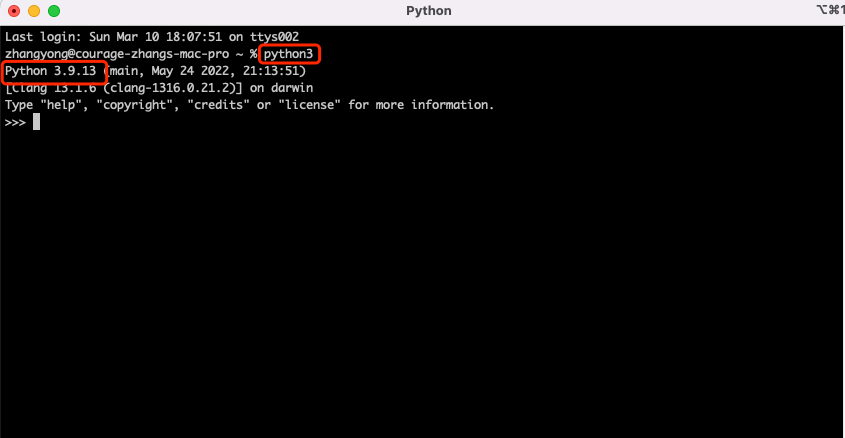 Python
⌥⌘1
Last login: Sun Mar 10 18:07:51 on ttys002
zhangyong@courage-zhangs-mac-pro ~ % python3
Python 3.9.13 (main, May 24 2022, 21:13:51)
[Clang 13.1.6 (clang-1316.0.21.2)] on darwin
Type "help", "copyright", "credits" or "license" for more information.
>>>